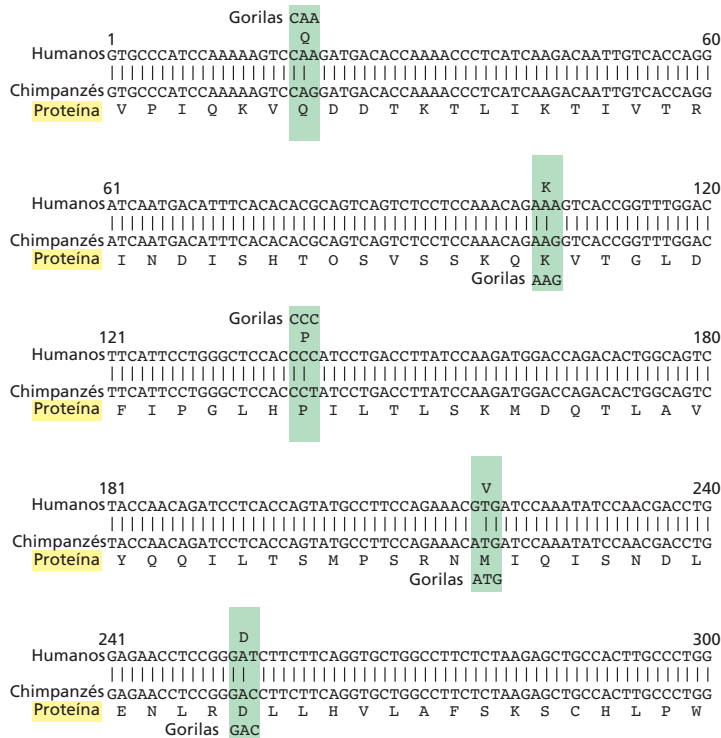 Gorilas CAA
Q
1 60
Humanos GTGCCCATCCAAAAAGTCCAAGATGACACCAAAACCCTCATCAAGACAATTGTCACCAGG
Chimpanzés GTGCCCATCCAAAAAGTCCAGGATGACACCAAAACCCTCATCAAGACAATTGTCACCAGG
Proteína V P I Q K V Q D D T K T L I K T I V T R
K
61 120
Humanos ATCAATGACATTTCACACACGCAGTCAGTCTCCTCCAAACAGAAAGTCACCGGTTTGGAC
Chimpanzés ATCAATGACATTTCACACACGCAGTCAGTCTCCTCCAAACAGAAGGTCACCGGTTTGGAC
Proteína I N D I S H T O S V S S K Q K V T G L D
Gorilas AAG
Gorilas CCC
P
121 180
Humanos TTCATTCCTGGGCTCCACCCCATCCTGACCTTATCCAAGATGGACCAGACACTGGCAGTC
Chimpanzés TTCATTCCTGGGCTCCACCCTATCCTGACCTTATCCAAGATGGACCAGACACTGGCAGTC
Proteína F I P G L H P I L T L S K M D Q T L A V
V
181 240
Humanos TACCAACAGATCCTCACCAGTATGCCTTCCAGAAACGTGATCCAAATATCCAACGACCTG
Chimpanzés TACCAACAGATCCTCACCAGTATGCCTTCCAGAAACATGATCCAAATATCCAACGACCTG
Proteína Y Q Q I L T S M P S R N M I Q I S N D L
Gorilas ATG
D
241 300
Humanos GAGAACCTCCGGGATCTTCTTCAGGTGCTGGCCTTCTCTAAGAGCTGCCACTTGCCCTGG
Chimpanzés GAGAACCTCCGGGACCTTCTTCAGGTGCTGGCCTTCTCTAAGAGCTGCCACTTGCCCTGG
Proteína E N L R D L L H V L A F S K S C H L P W
Gorilas GAC